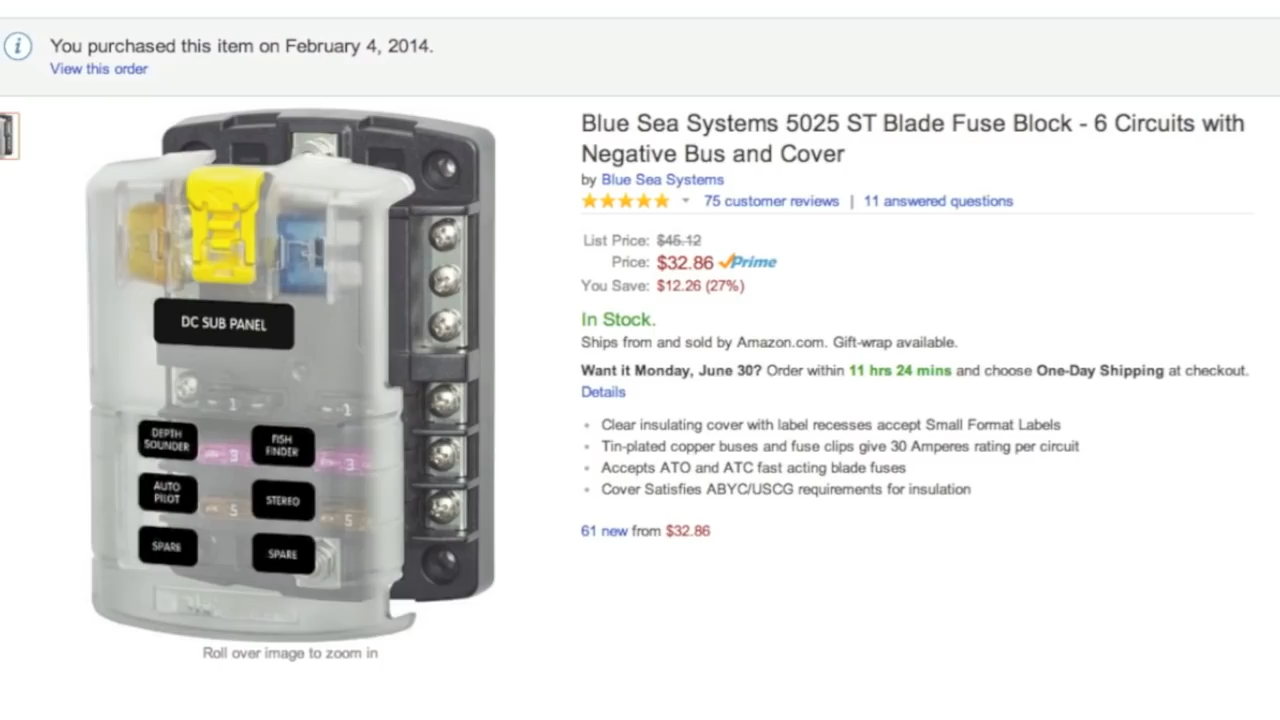 You purchased this item on February 4, 2014.
View this order
Blue Sea Systems 5025 ST Blade Fuse Block - 6 Circuits with
Negative Bus and Cover
by Blue Sea Systems
75 customer reviews | 11 answered questions
List Price: $45.12
Price: $32.86 Prime
You Save: $12.26 (27%)
In Stock.
Ships from and sold by Amazon.com. Gift-wrap available.
Want it Monday, June 30? Order within 11 hrs 24 mins and choose One-Day Shipping at checkout.
Details
Clear insulating cover with label recesses accept Small Format Labels
Tin-plated copper buses and fuse clips give 30 Amperes rating per circuit
Accepts ATO and ATC fast acting blade fuses
Cover Satisfies ABYC/USCG requirements for insulation
61 new from $32.86
DC SUB PANEL
1 1
DEPTH SOUNDER
FISH FINDER
3 3
AUTO PILOT
STEREO
5 5
SPARE
SPARE
Roll over image to zoom in